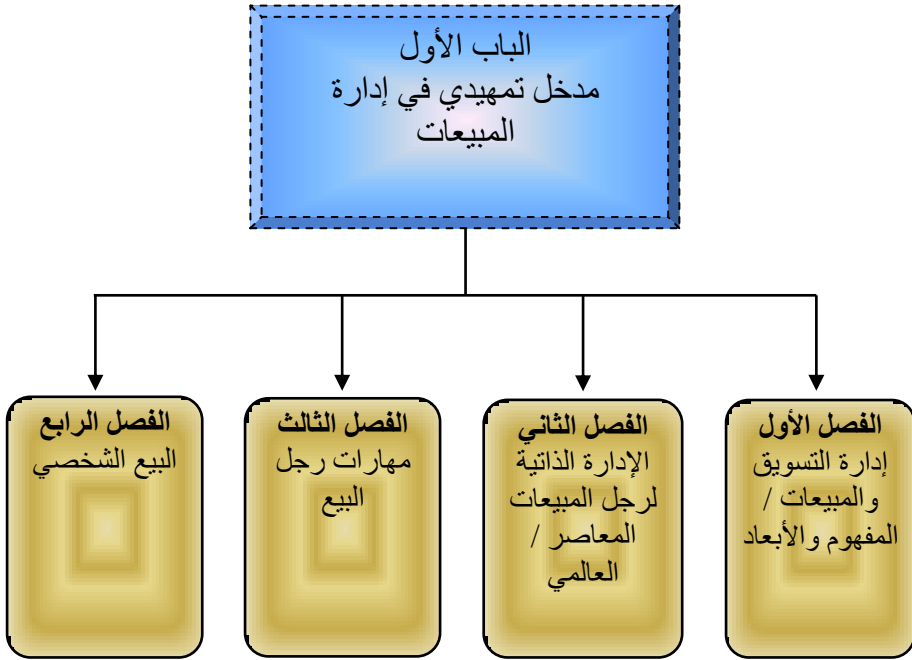 الباب الأول
مدخل تمهيدي في إدارة
المبيعات
الفصل الأول
إدارة التسويق
والمبيعات /
المفهوم والأبعاد
الفصل الثاني
الإدارة الذاتية
لرجل المبيعات
المعاصر /
العالمي
الفصل الثالث
مهارات رجل
البيع
الفصل الرابع
البيع الشخصي